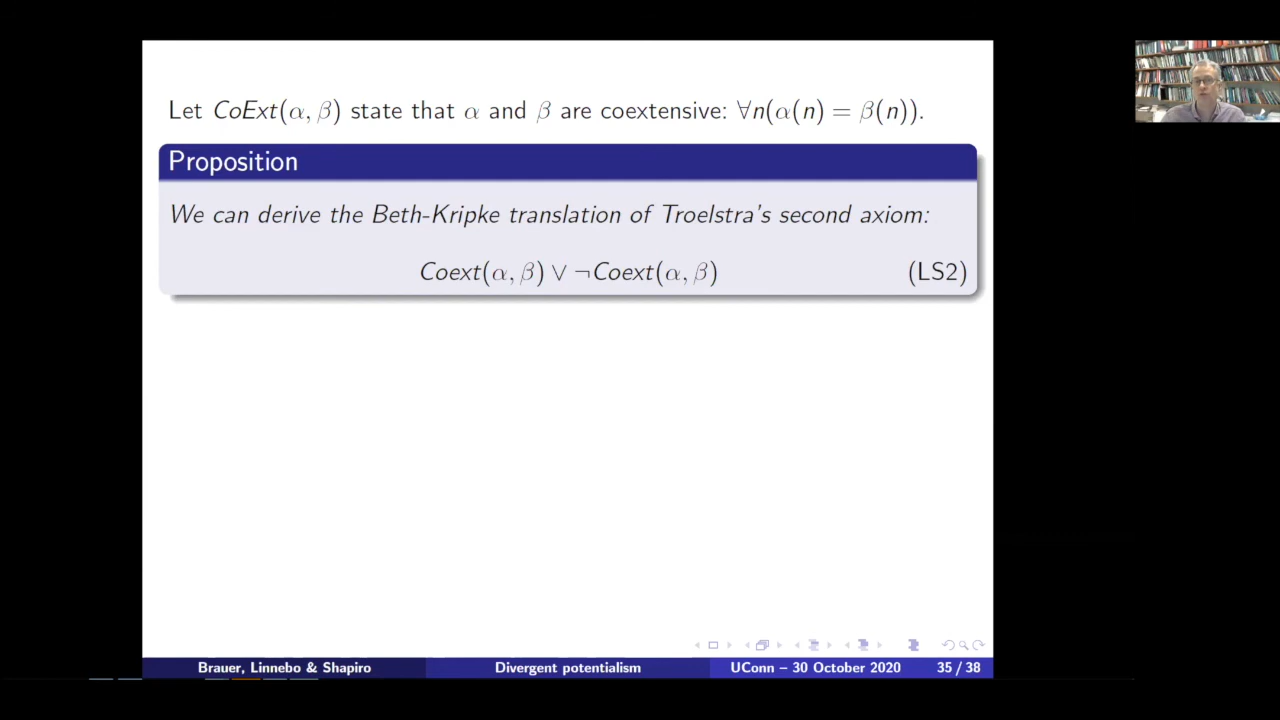 Let CoExt(α, β) state that α and β are coextensive: ∀n(α(n) = β(n)).
Proposition
We can derive the Beth-Kripke translation of Troelstra's second axiom:
Coext(α, β) ∨ ¬Coext(α, β) (LS2)
Brauer, Linnebo & Shapiro Divergent potentialism UConn – 30 October 2020 35 / 38